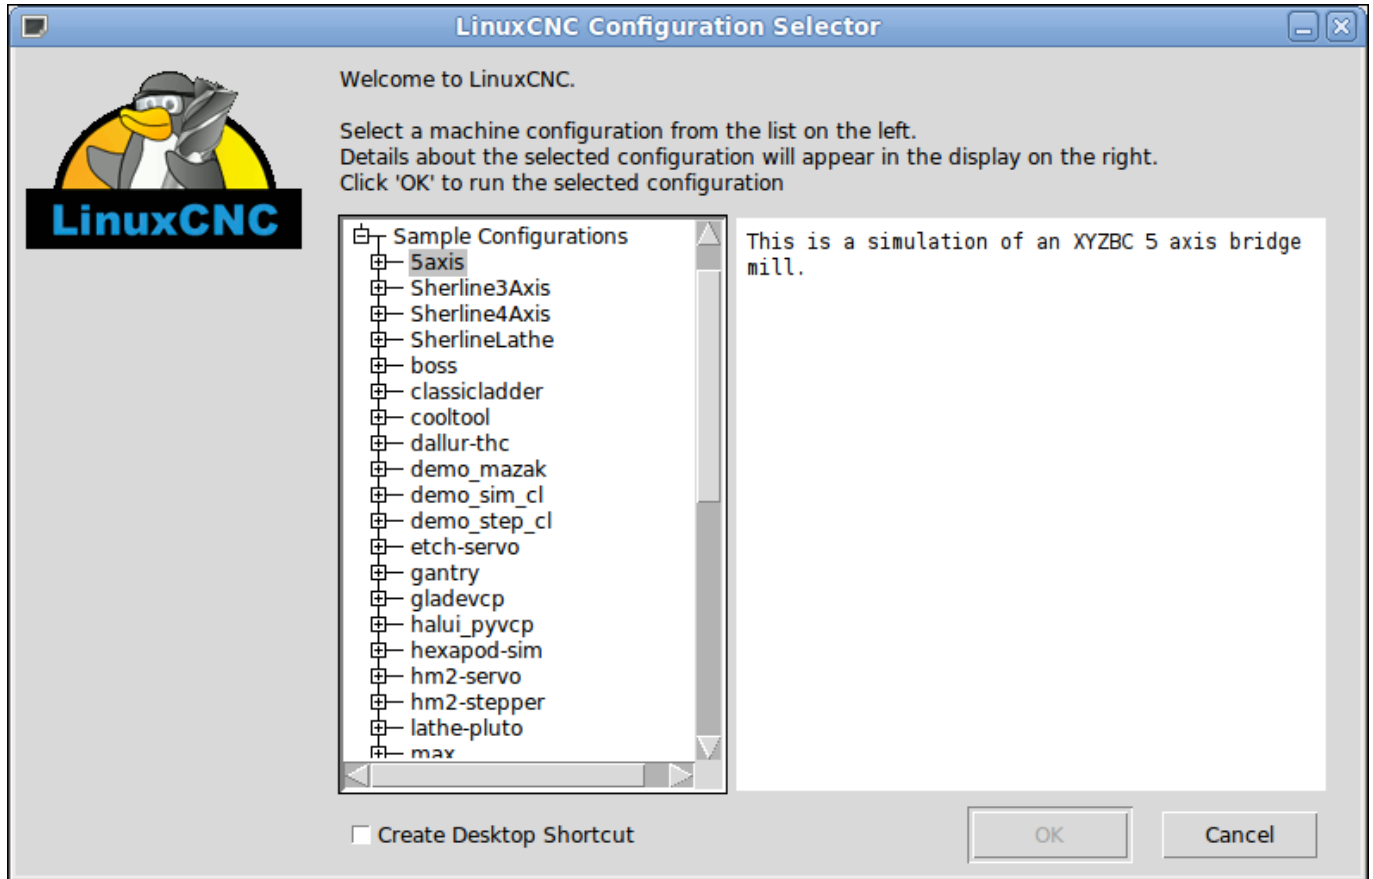 LinuxCNC Configuration Selector
LinuxCNC
Welcome to LinuxCNC.
Select a machine configuration from the list on the left.
Details about the selected configuration will appear in the display on the right.
Click 'OK' to run the selected configuration
Sample Configurations
5axis
Sherline3Axis
Sherline4Axis
SherlineLathe
boss
classicladder
cooltool
dallur-thc
demo_mazak
demo_sim_cl
demo_step_cl
etch-servo
gantry
gladevcp
halui_pyvcp
hexapod-sim
hm2-servo
hm2-stepper
lathe-pluto
max
This is a simulation of an XYZBC 5 axis bridge
mill.
Create Desktop Shortcut
OK
Cancel